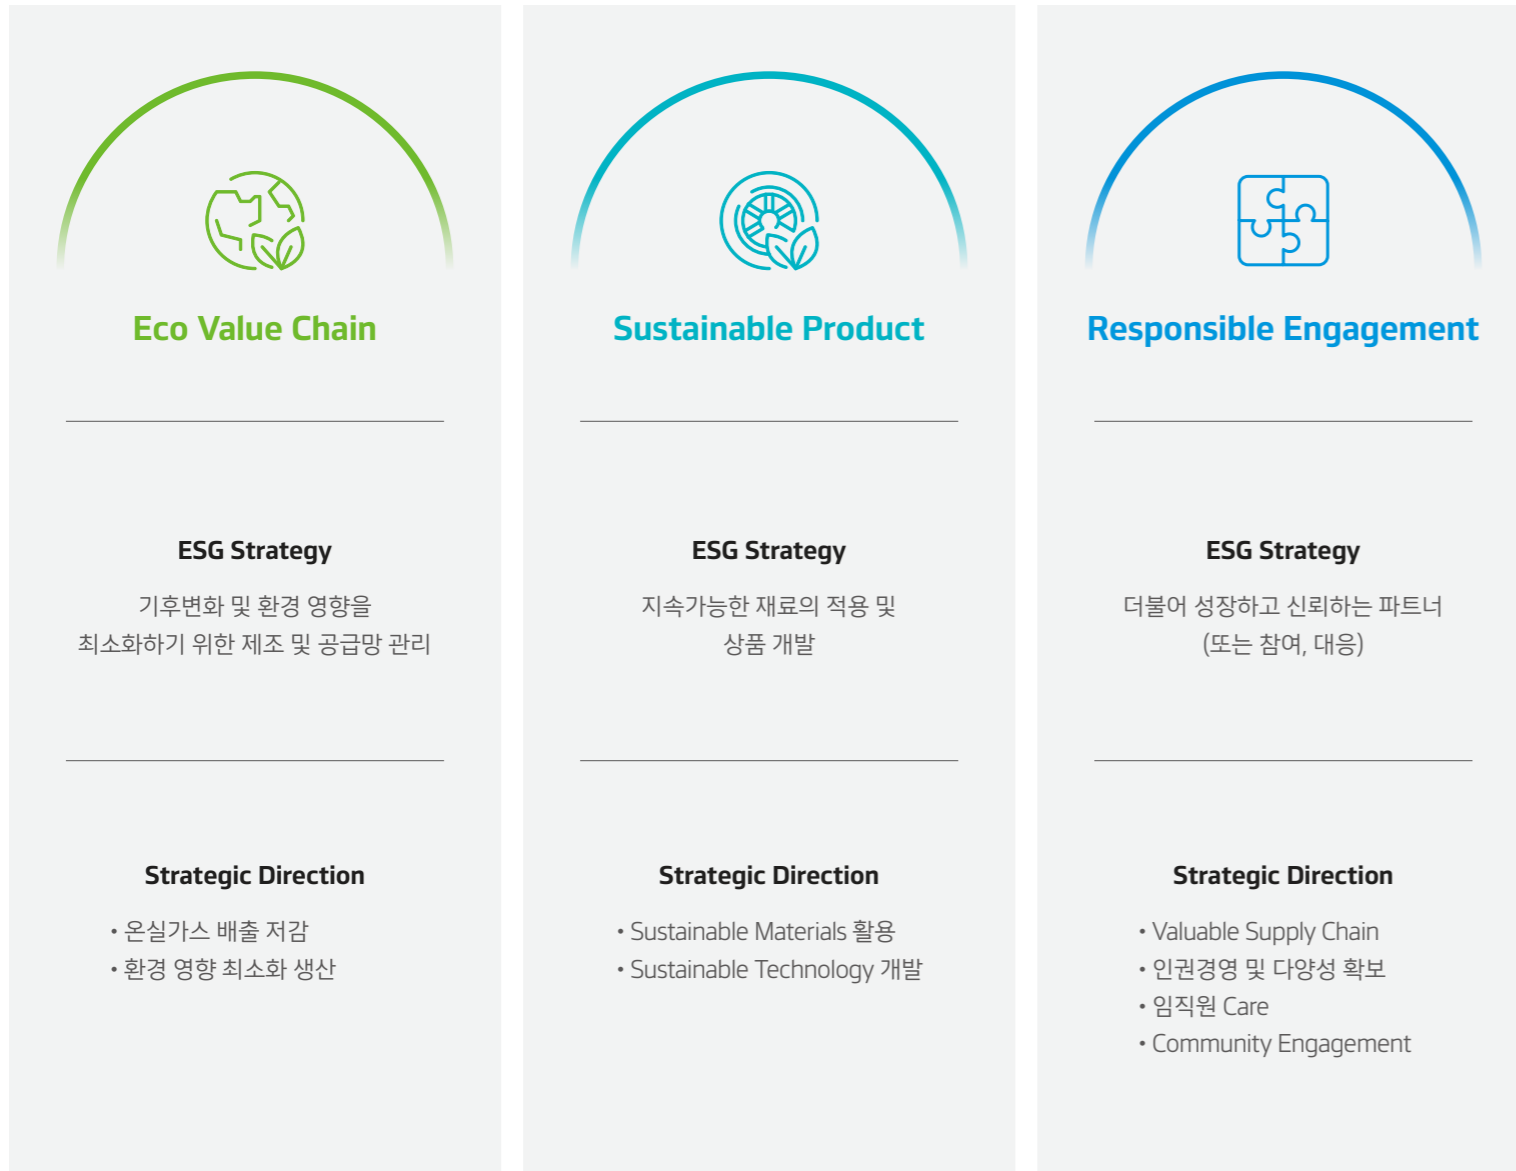 Eco Value Chain
ESG Strategy
기후변화 및 환경 영향을
최소화하기 위한 제조 및 공급망 관리
Strategic Direction
• 온실가스 배출 저감
• 환경 영향 최소화 생산
Sustainable Product
ESG Strategy
지속가능한 재료의 적용 및
상품 개발
Strategic Direction
• Sustainable Materials 활용
• Sustainable Technology 개발
Responsible Engagement
ESG Strategy
더불어 성장하고 신뢰하는 파트너
(또는 참여, 대응)
Strategic Direction
• Valuable Supply Chain
• 인권경영 및 다양성 확보
• 임직원 Care
• Community Engagement